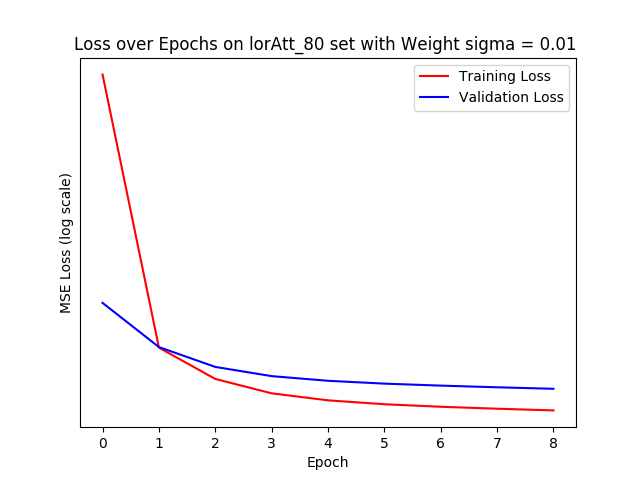 Loss over Epochs on lorAtt_80 set with Weight sigma = 0.01
Training Loss
Validation Loss
MSE Loss (log scale)
0 1 2 3 4 5 6 7 8
Epoch